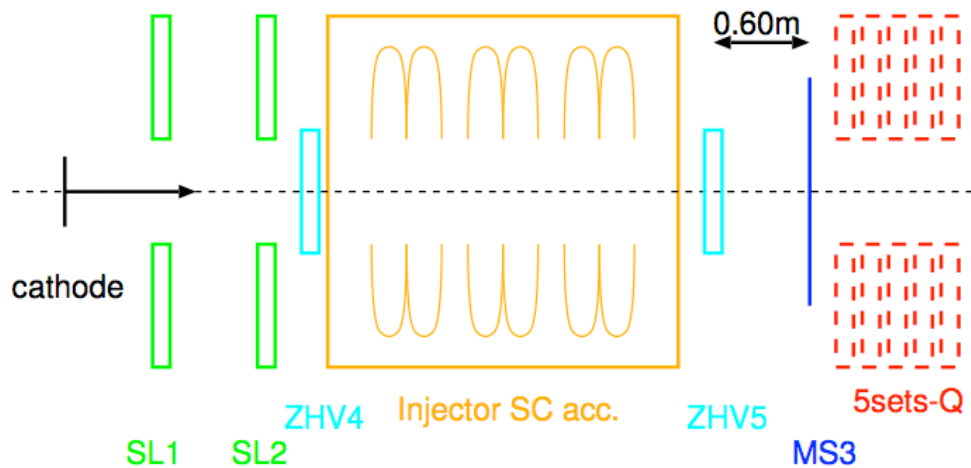 0.60m
cathode
ZHV4
Injector SC acc.
ZHV5
5sets-Q
SL1
SL2
MS3